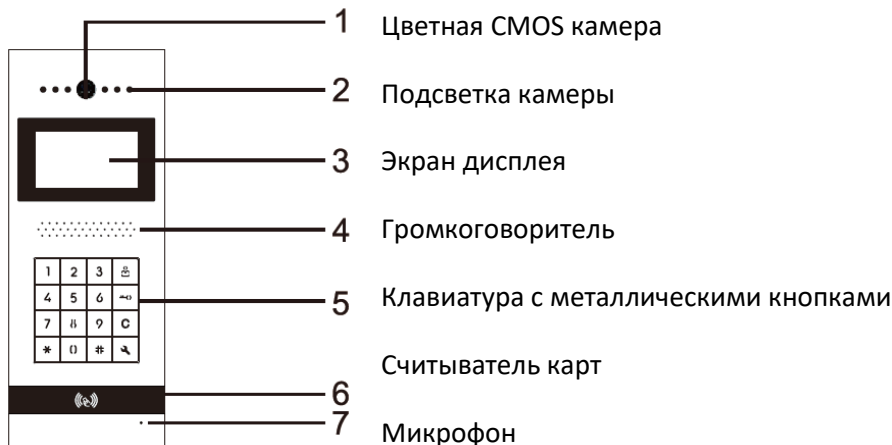 1 Цветная CMOS камера
2 Подсветка камеры
3 Экран дисплея
4 Громкоговоритель
1 2 3
4 5 6
5 Клавиатура с металлическими кнопками
7 8 9 C
* 0 #
Считыватель карт
6
7
Микрофон